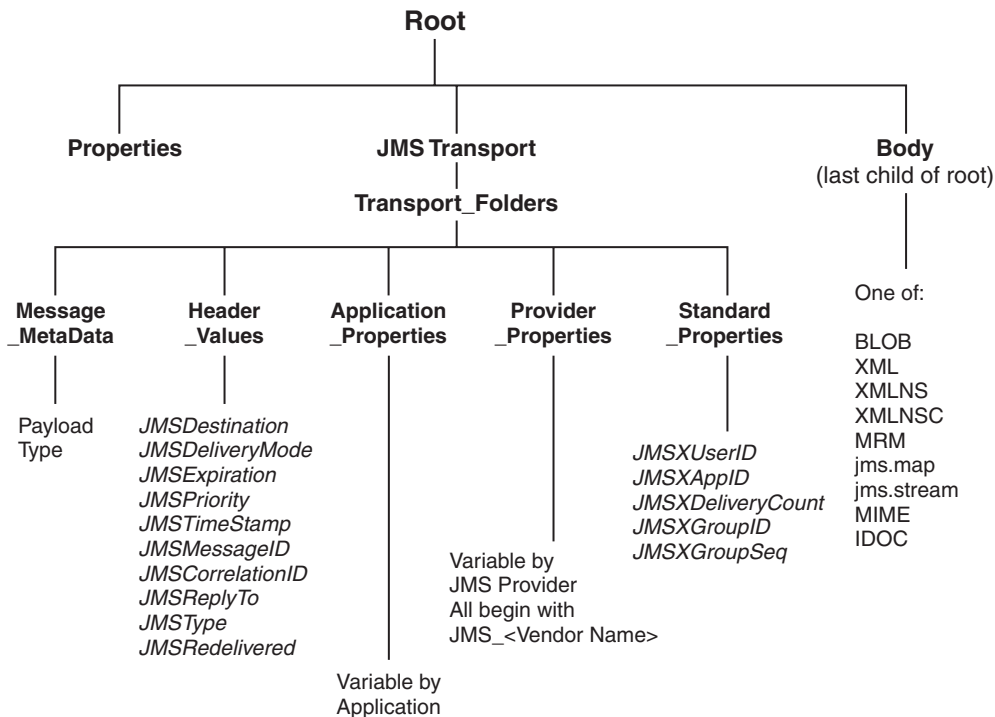 Root
Properties
JMS Transport
Body
(last child of root)
Transport_Folders
Message
_MetaData
Header
_Values
Application
_Properties
Provider
_Properties
Standard
_Properties
Payload
Type
JMSDestination
JMSDeliveryMode
JMSExpiration
JMSPriority
JMSTimeStamp
JMSMessageID
JMSCorrelationID
JMSReplyTo
JMSType
JMSRedelivered
Variable by
Application
Variable by
JMS Provider
All begin with
JMS_<Vendor Name>
JMSXUserID
JMSXAppID
JMSXDeliveryCount
JMSXGroupID
JMSXGroupSeq
One of:
BLOB
XML
XMLNS
XMLNSC
MRM
jms.map
jms.stream
MIME
IDOC